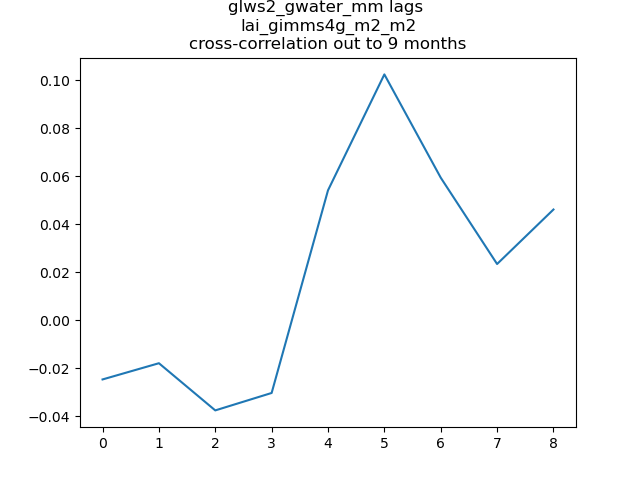 glws2_gwater_mm lags
lai_gimms4g_m2_m2
cross-correlation out to 9 months
0.10
0.08
0.06
0.04
0.02
0.00
−0.02
−0.04
0 1 2 3 4 5 6 7 8